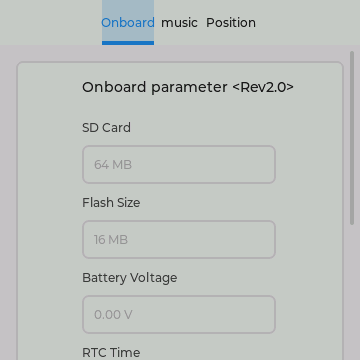 Onboard music Position
Onboard parameter <Rev2.0>
SD Card
64 MB
Flash Size
16 MB
Battery Voltage
0.00 V
RTC Time